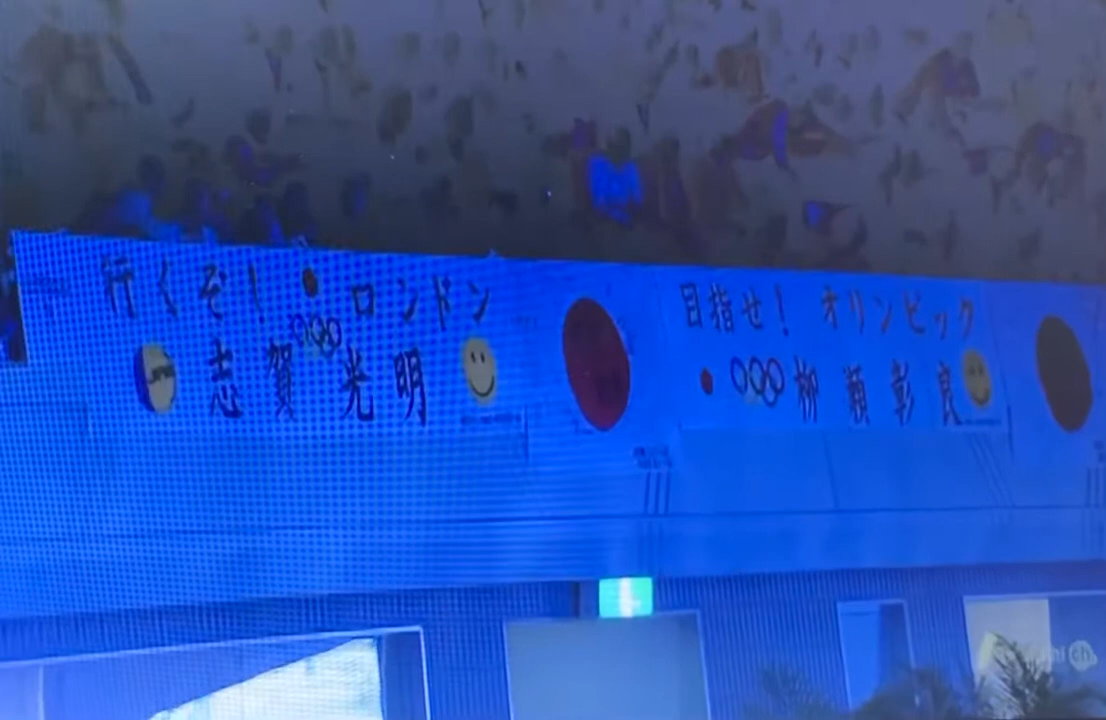 行くぞ!●ロンドン
志賀光明
目指せ!オリンピック
柳瀬彰良